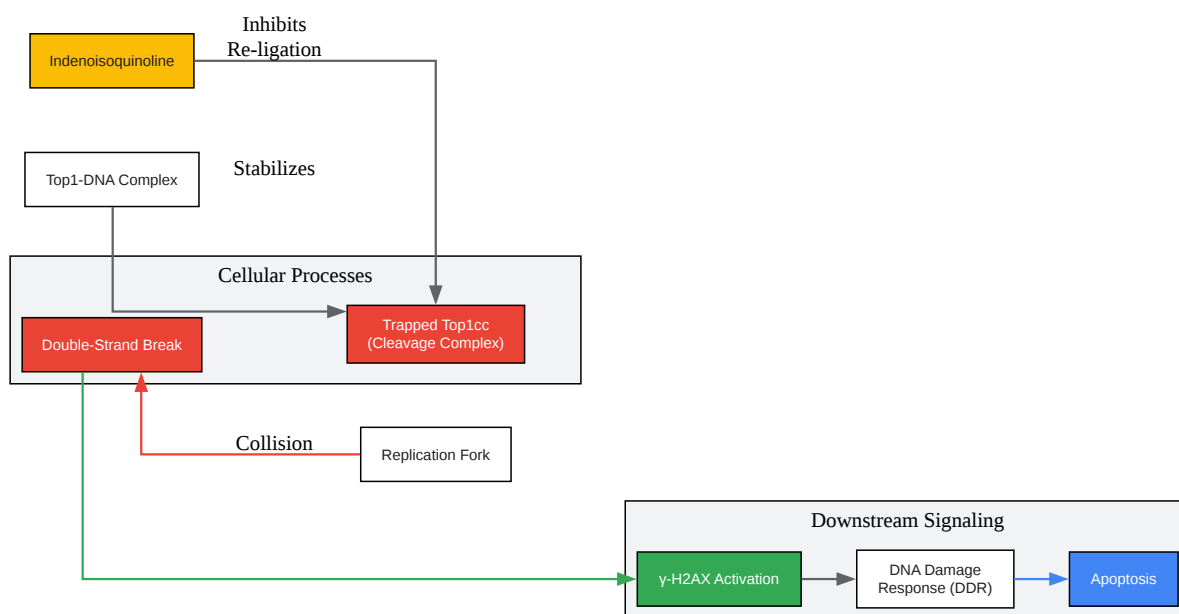 Inhibits
Re-ligation
Indenoisoquinoline
Top1-DNA Complex
Stabilizes
Cellular Processes
Trapped Top1cc
(Cleavage Complex)
Double-Strand Break
Collision
Replication Fork
Downstream Signaling
γ-H2AX Activation
DNA Damage
Response (DDR)
Apoptosis